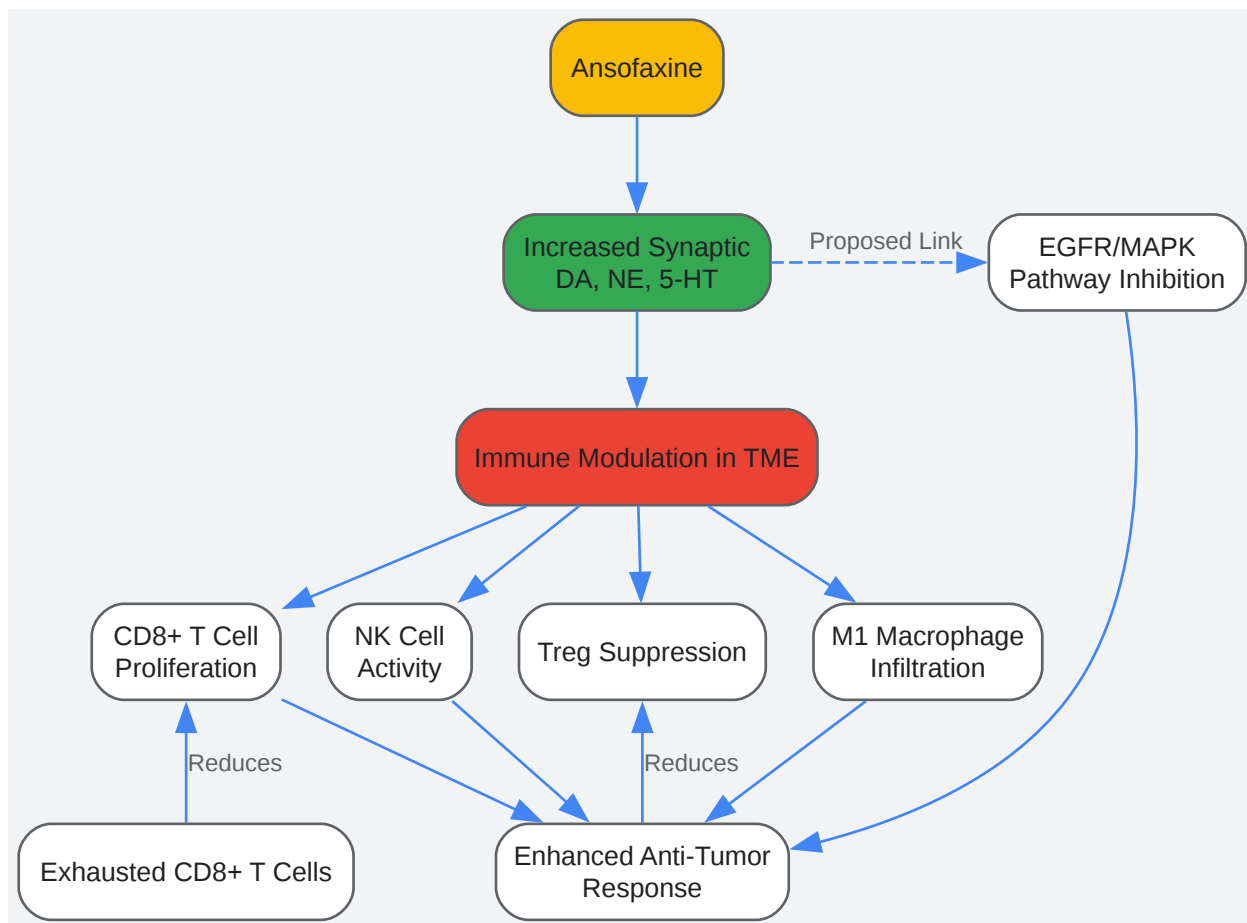 Ansofaxine
Increased Synaptic
DA, NE, 5-HT
Proposed Link
EGFR/MAPK
Pathway Inhibition
Immune Modulation in TME
CD8+ T Cell
Proliferation
NK Cell
Activity
Treg Suppression
M1 Macrophage
Infiltration
Reduces
Reduces
Exhausted CD8+ T Cells
Enhanced Anti-Tumor
Response